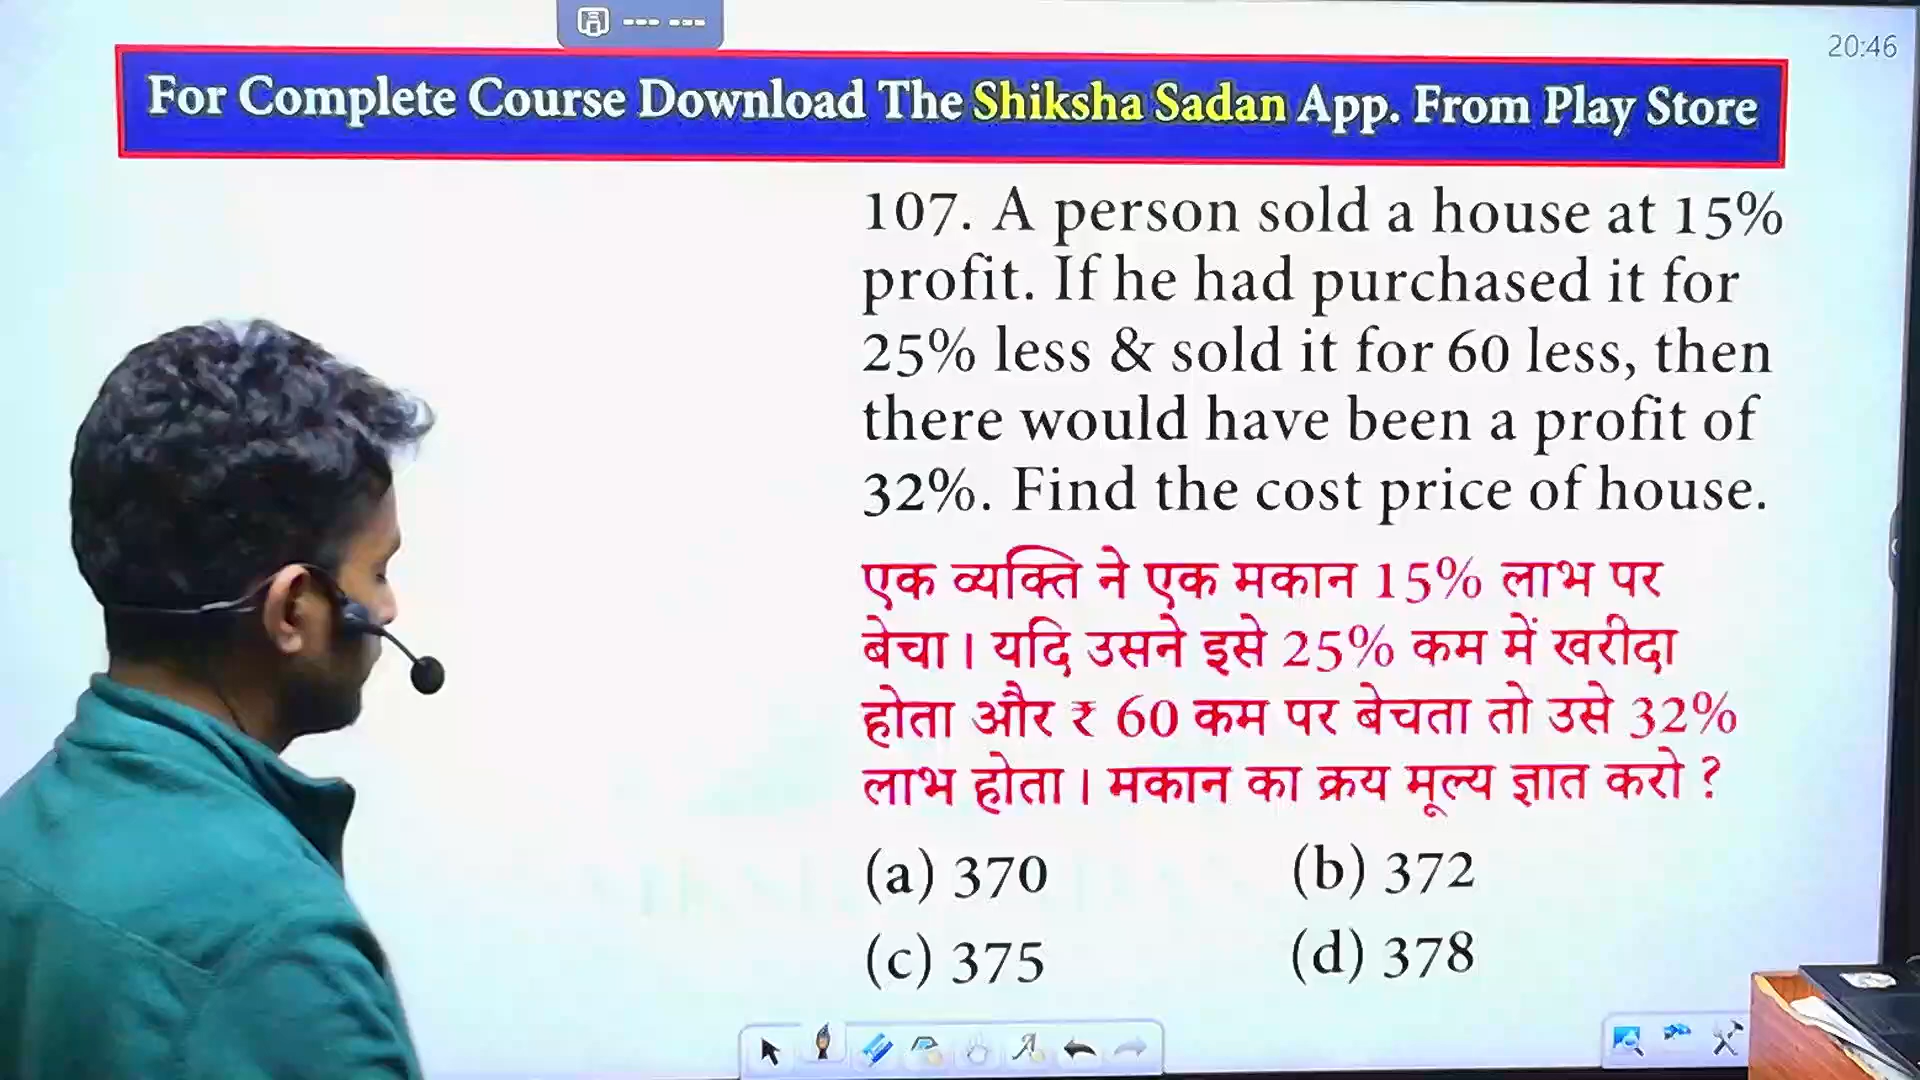 20:46
For Complete Course Download The Shiksha Sadan App. From Play Store
107. A person sold a house at 15%
profit. If he had purchased it for
25% less & sold it for 60 less, then
there would have been a profit of
32%. Find the cost price of house.
एक व्यक्ति ने एक मकान 15% लाभ पर
बेचा। यदि उसने इसे 25% कम में खरीदा
होता और ₹ 60 कम पर बेचता तो उसे 32%
लाभ होता। मकान का क्रय मूल्य ज्ञात करो ?
(a) 370 (b) 372
(c) 375 (d) 378